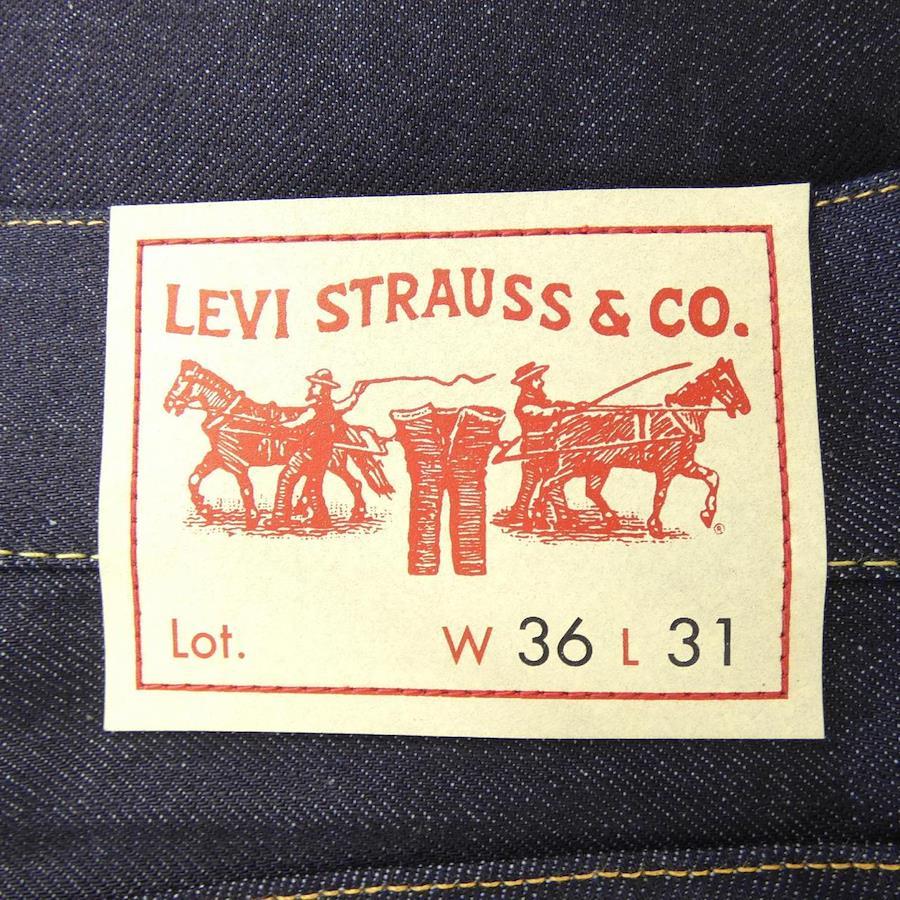 LEVI STRAUSS & CO.
®
Lot. W 36 L 31